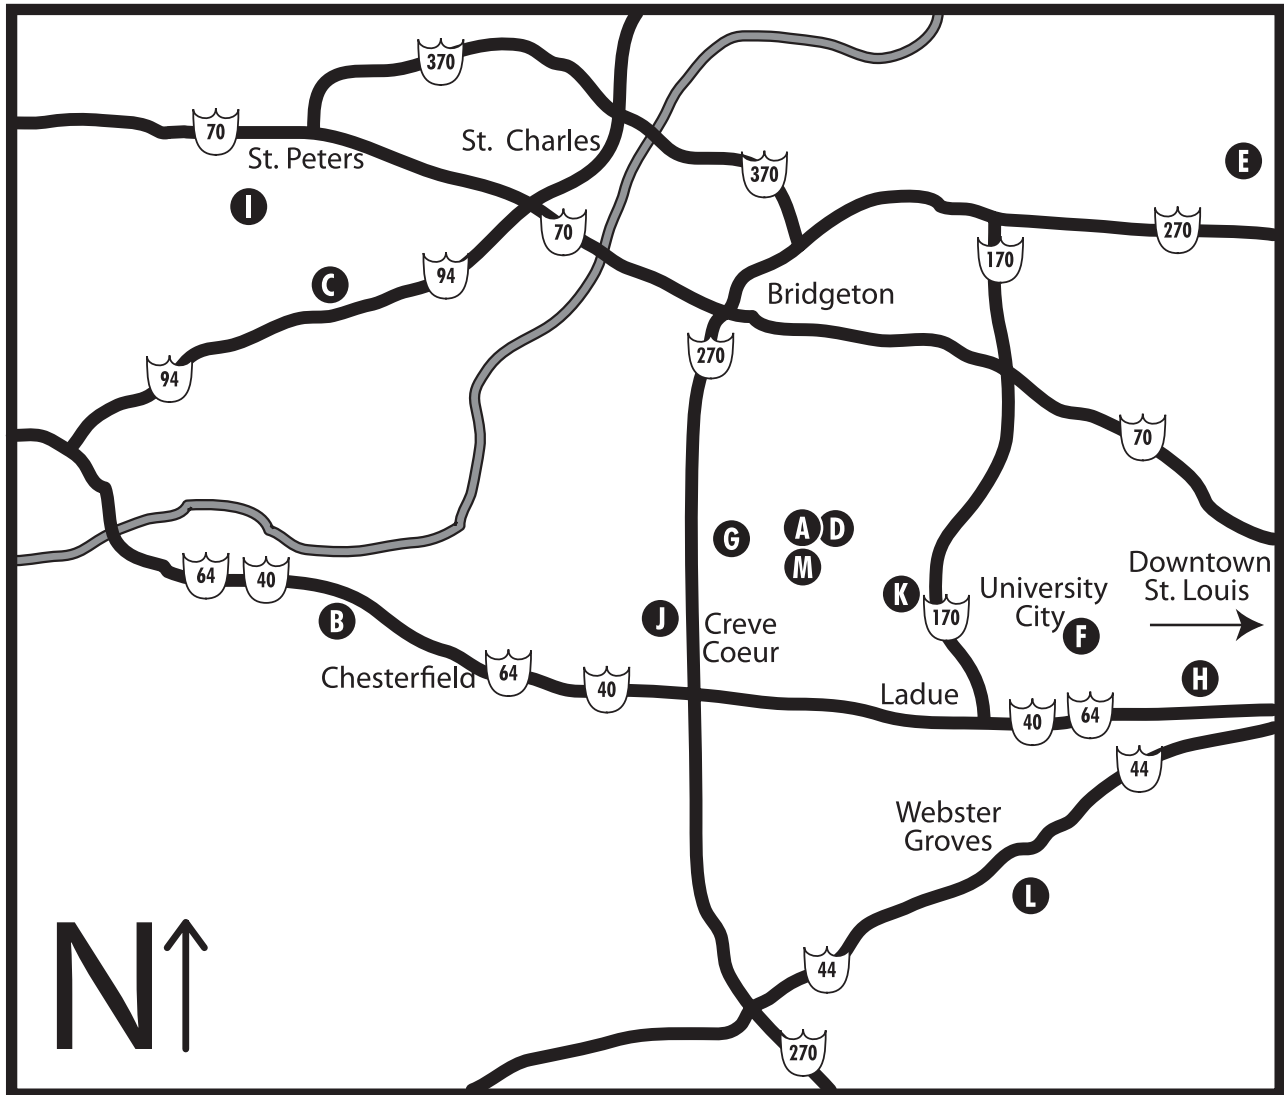 370
70
St. Peters
St. Charles
370
E
I
70
270
170
94
C
Bridgeton
270
94
70
G
A
D
M
Downtown
St. Louis
64
40
K
University
City
170
B
J
Creve
Coeur
F
Chesterfield
64
40
Ladue
H
40
64
44
Webster
Groves
L
N
44
270